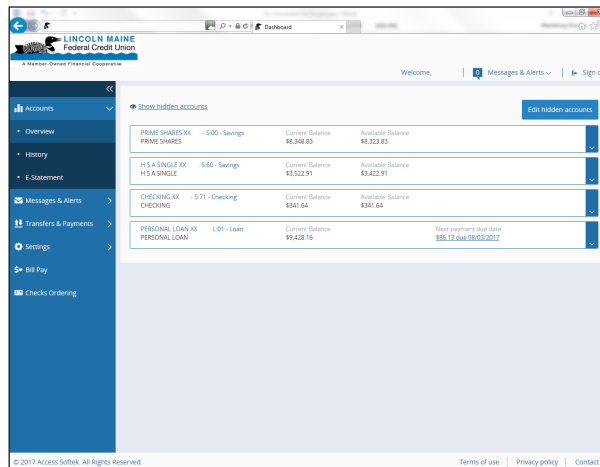 Dashboard
LINCOLN MAINE
Federal Credit Union
A Member-Owned Financial Cooperative
Welcome, 0 Messages & Alerts Sign
Accounts
Overview
History
E-Statement
Messages & Alerts
Transfers & Payments
Settings
Bill Pay
Checks Ordering
Show hidden accounts
Edit hidden accounts
PRIME SHARES XX - S:00 - Savings Current Balance Available Balance
PRIME SHARES $8,348.83 $8,323.83
H S A SINGLE XX S:60 - Savings Current Balance Available Balance
H S A SINGLE $3,522.91 $3,422.91
CHECKING XX - S:71 - Checking Current Balance Available Balance
CHECKING $341.64 $341.64
PERSONAL LOAN XX L:01 - Loan Current Balance Next payment due date
PERSONAL LOAN $9,428.16 $86.13 due 08/03/2017
© 2017 Access Softek. All Rights Reserved. Terms of use Privacy policy Contact